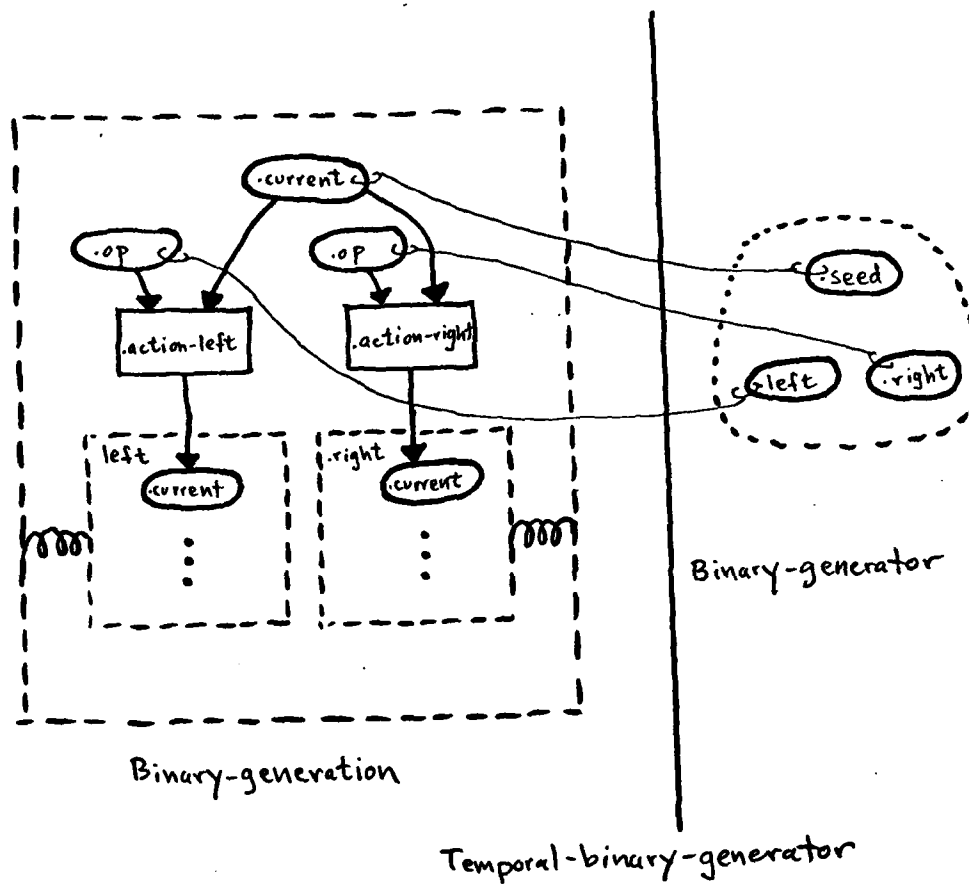 .current
.op
.op
.seed
.action-left
.action-right
left
.right
left
.right
.current
.current
Binary-generator
Binary-generation
Temporal-binary-generator